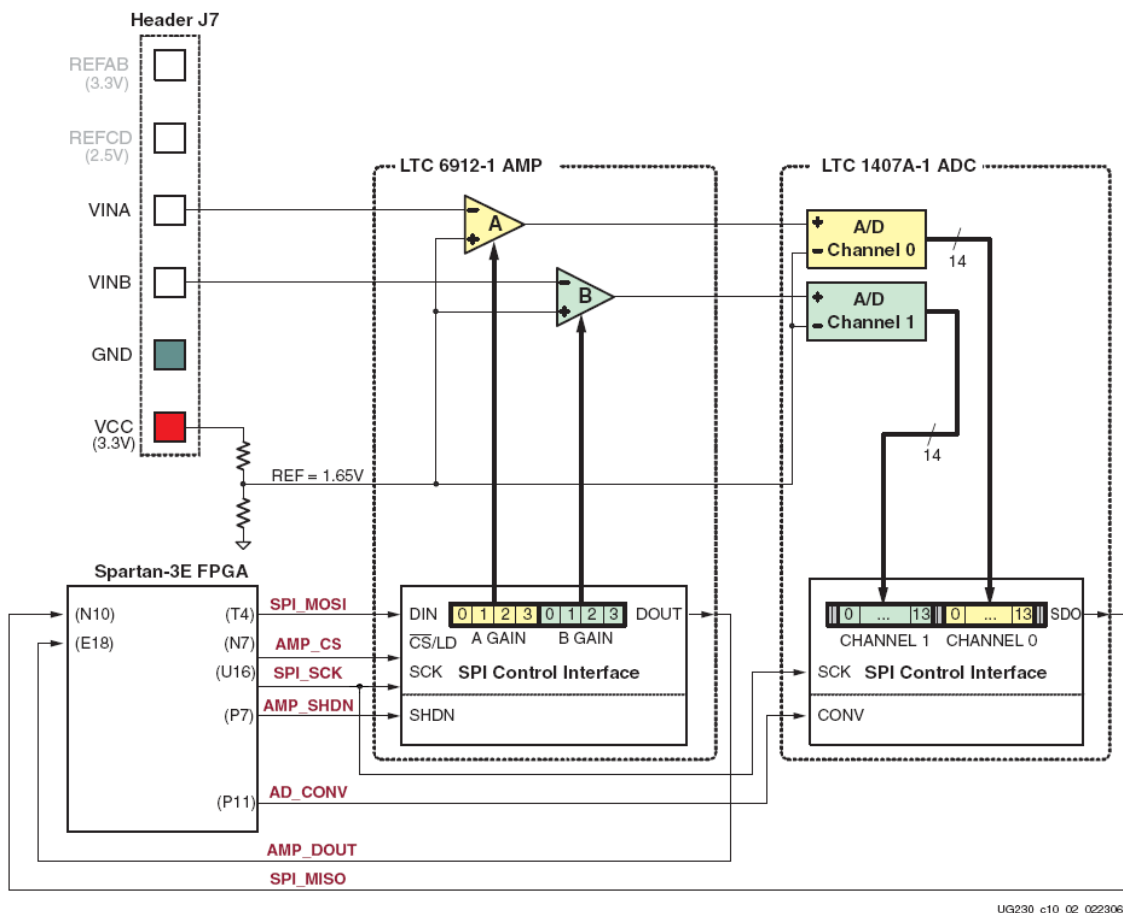 Header J7
REFAB
(3.3V)
REFCD
(2.5V)
VINA
VINB
GND
VCC
(3.3V)
REF = 1.65V
LTC 6912-1 AMP
- A
+
- B
+
LTC 1407A-1 ADC
+ A/D
- Channel 0
14
+ A/D
- Channel 1
14
Spartan-3E FPGA
(N10)
(E18)
(T4)
(N7)
(U16)
(P7)
(P11)
SPI_MOSI
AMP_CS
SPI_SCK
AMP_SHDN
AD_CONV
AMP_DOUT
SPI_MISO
DIN 0 1 2 3 0 1 2 3 DOUT
A GAIN B GAIN
CS/LD
SCK SPI Control Interface
SHDN
0 ... 13 0 ... 13 SDO
CHANNEL 1 CHANNEL 0
SCK SPI Control Interface
CONV
UG230_c10_02_022306